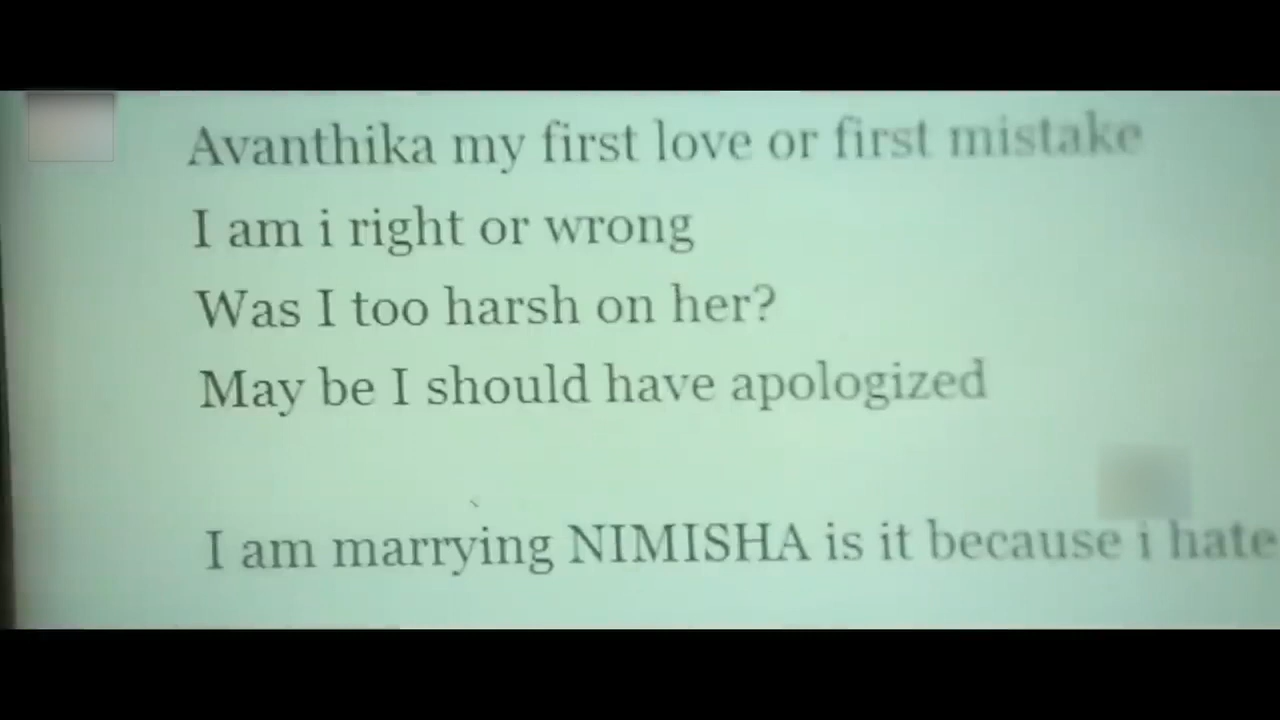 Avanthika my first love or first mistake
I am i right or wrong
Was I too harsh on her?
May be I should have apologized
I am marrying NIMISHA is it because i hate